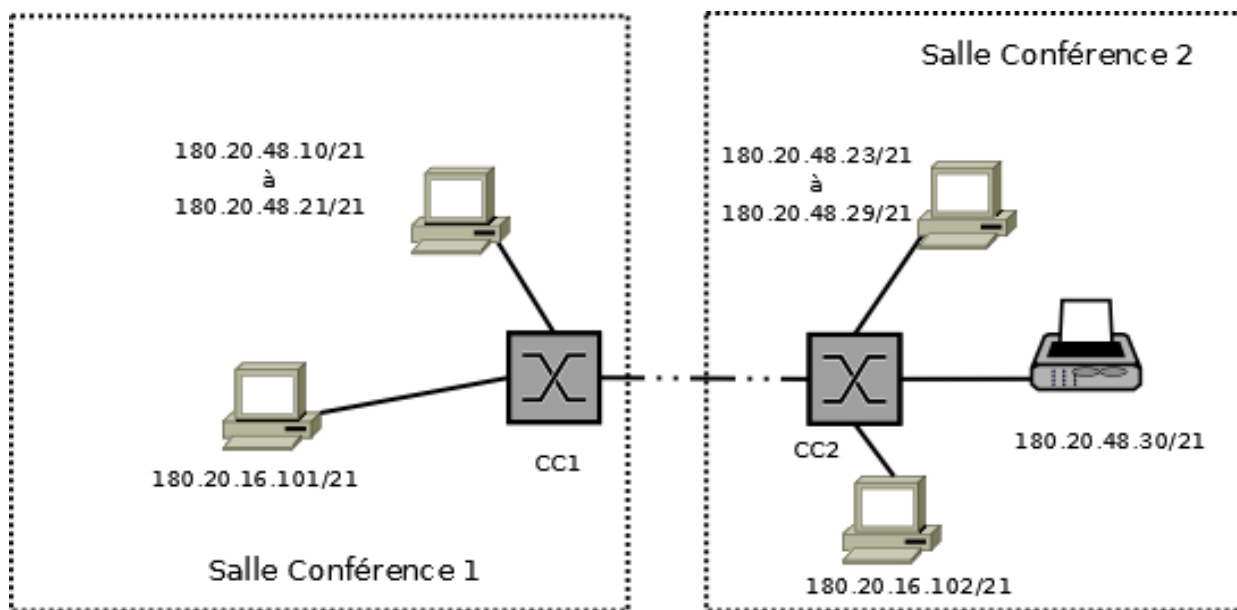 Salle Conférence 2
180.20.48.10/21
à
180.20.48.21/21
180.20.48.23/21
à
180.20.48.29/21
180.20.16.101/21
CC1
CC2
180.20.48.30/21
Salle Conférence 1
180.20.16.102/21